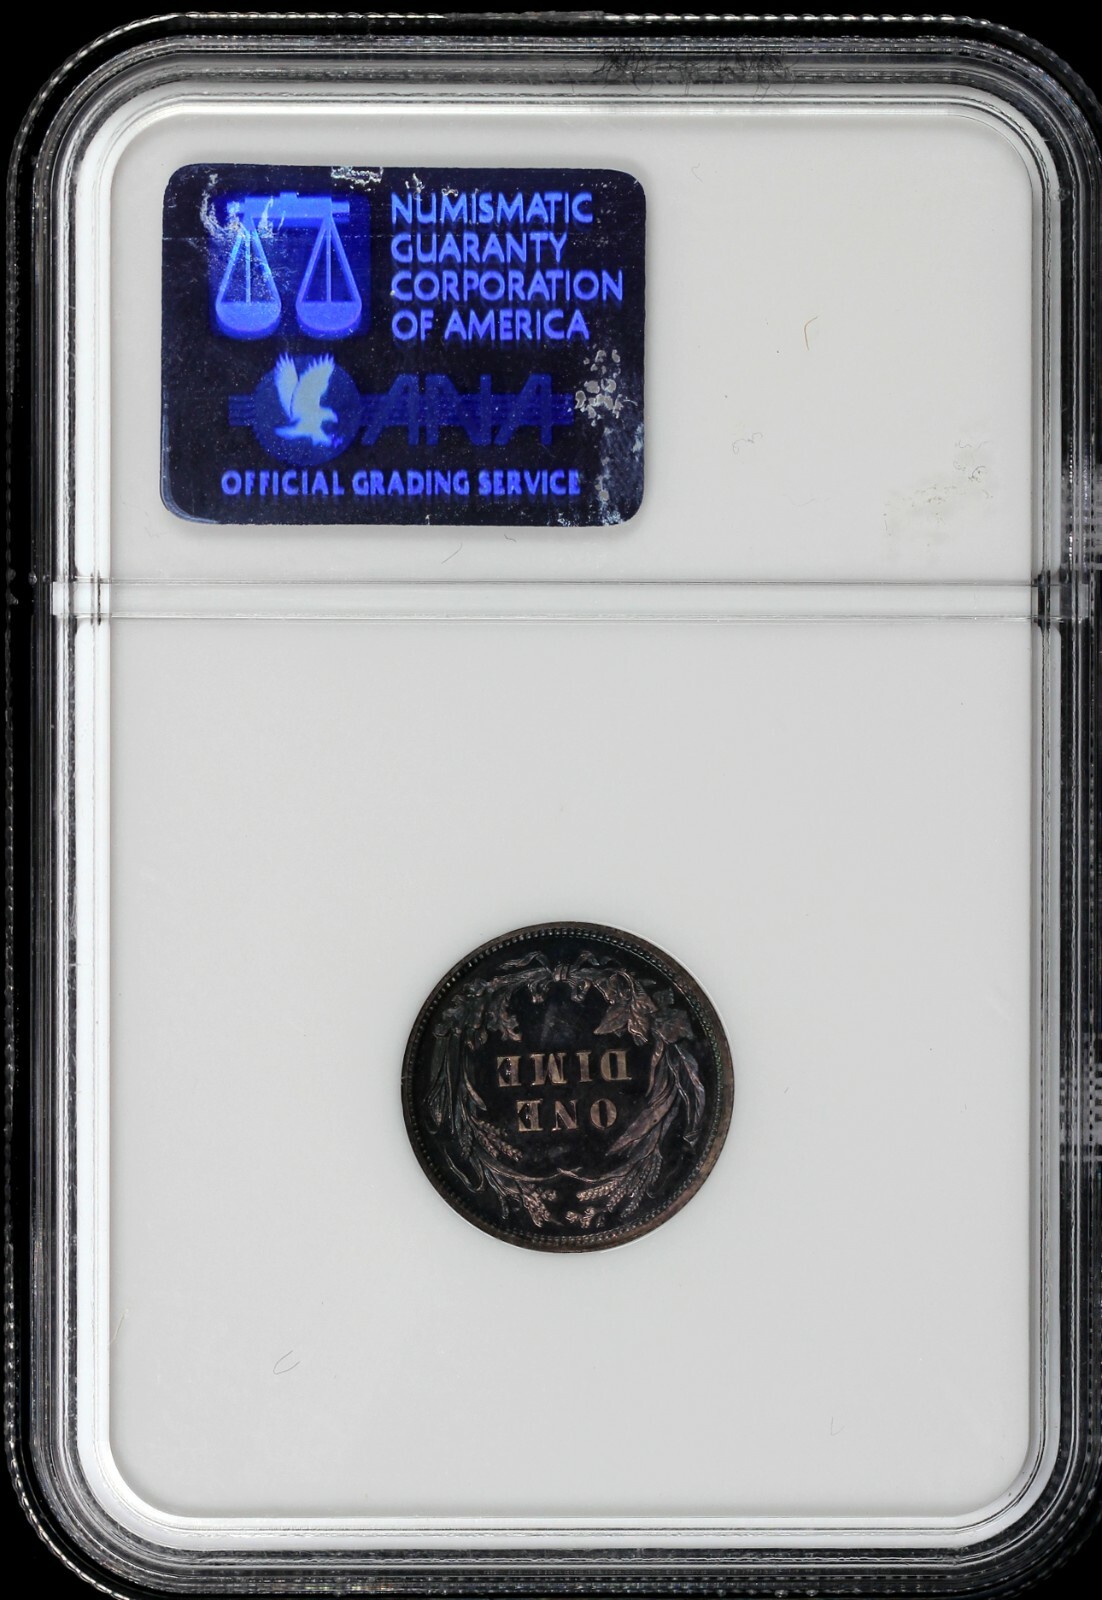 NUMISMATIC
GUARANTY
CORPORATION
OF AMERICA
ANA
OFFICIAL GRADING SERVICE
ONE
DIME